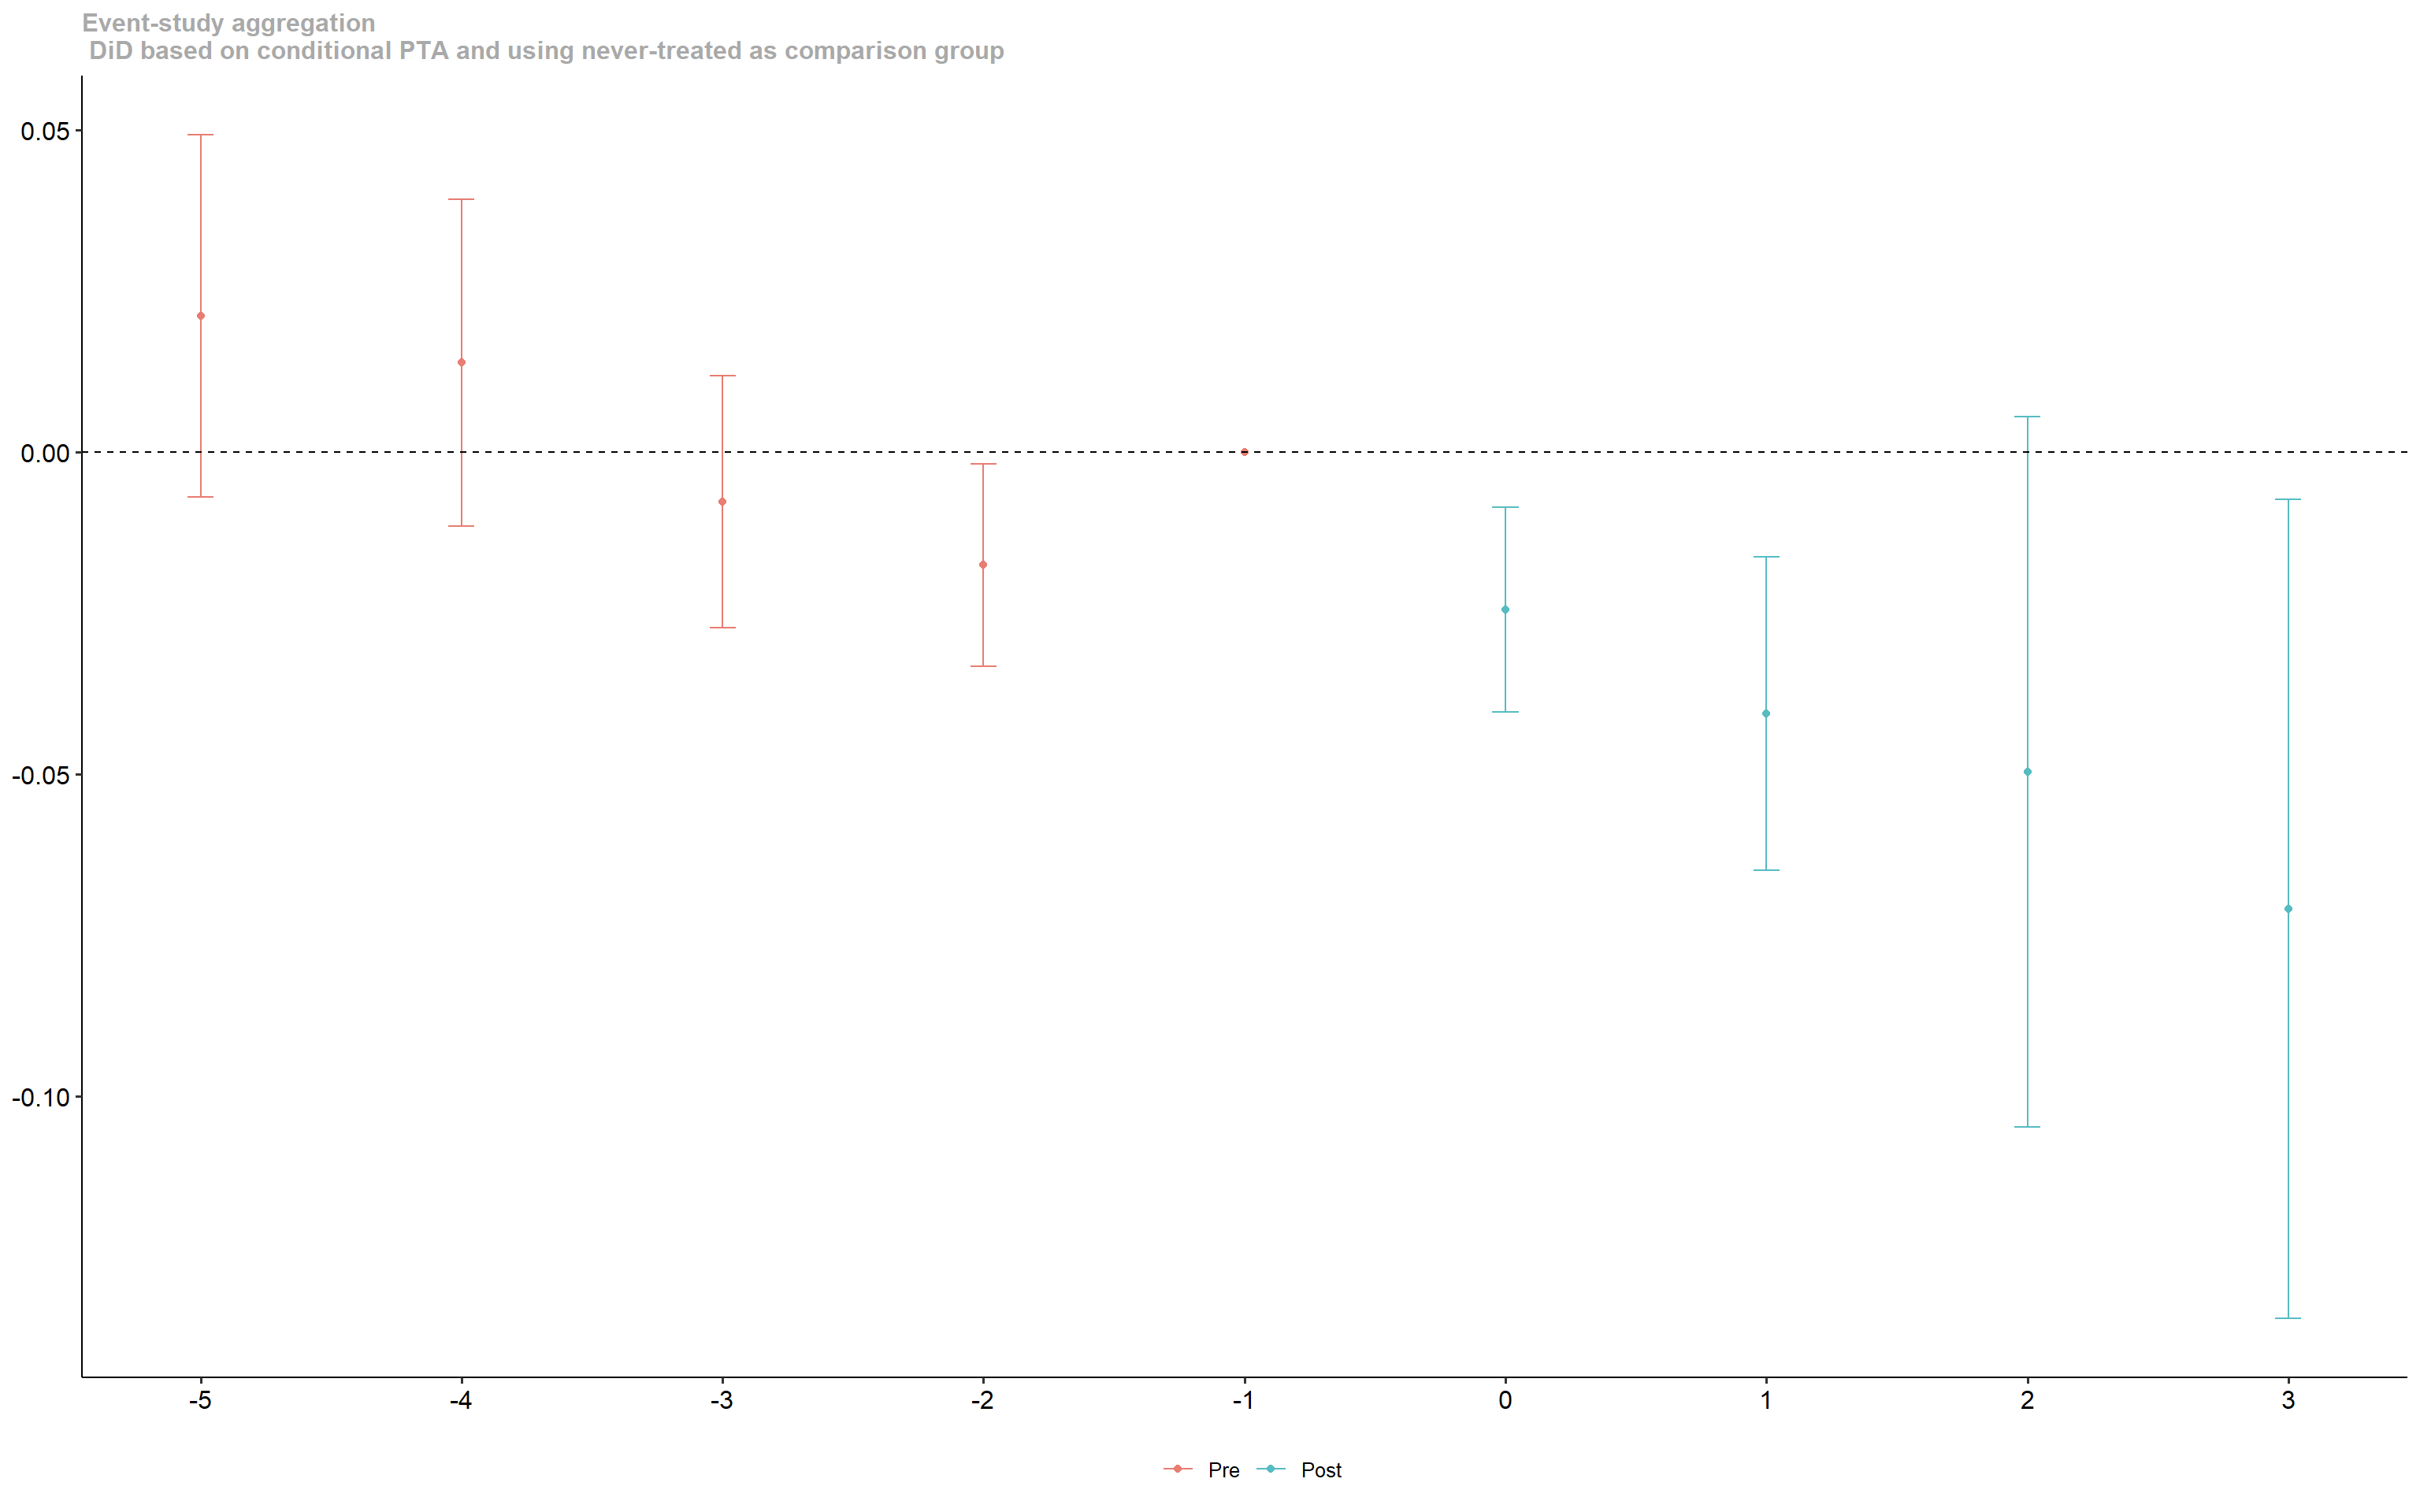 Event-study aggregation
DiD based on conditional PTA and using never-treated as comparison group
0.05
0.00
-0.05
-0.10
-5 -4 -3 -2 -1 0 1 2 3
Pre Post